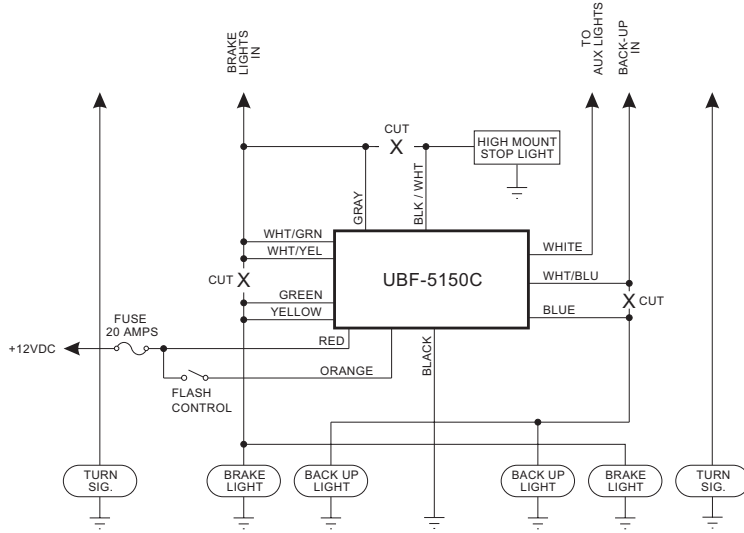 BRAKE
LIGHTS
IN
TO
AUX LIGHTS
BACK-UP
IN
CUT
X
HIGH MOUNT
STOP LIGHT
GRAY
BLK / WHT
WHT/GRN
WHT/YEL
UBF-5150C
WHITE
WHT/BLU
CUT X
X CUT
GREEN
YELLOW
BLUE
FUSE
20 AMPS
+12VDC
RED
ORANGE
BLACK
FLASH
CONTROL
TURN
SIG.
BRAKE
LIGHT
BACK UP
LIGHT
BACK UP
LIGHT
BRAKE
LIGHT
TURN
SIG.